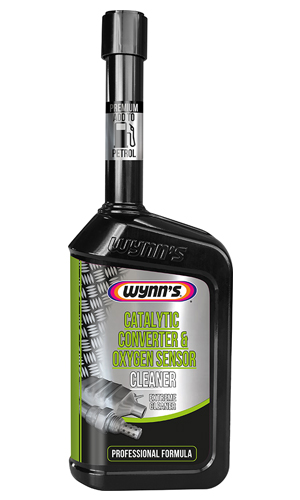 PREMIUM
ADD TO
PETROL
WYNN'S
WYNN'S
CATALYTIC
CONVERTER &
OXYGEN SENSOR
CLEANER
EXTREME
CLEANER
PROFESSIONAL FORMULA